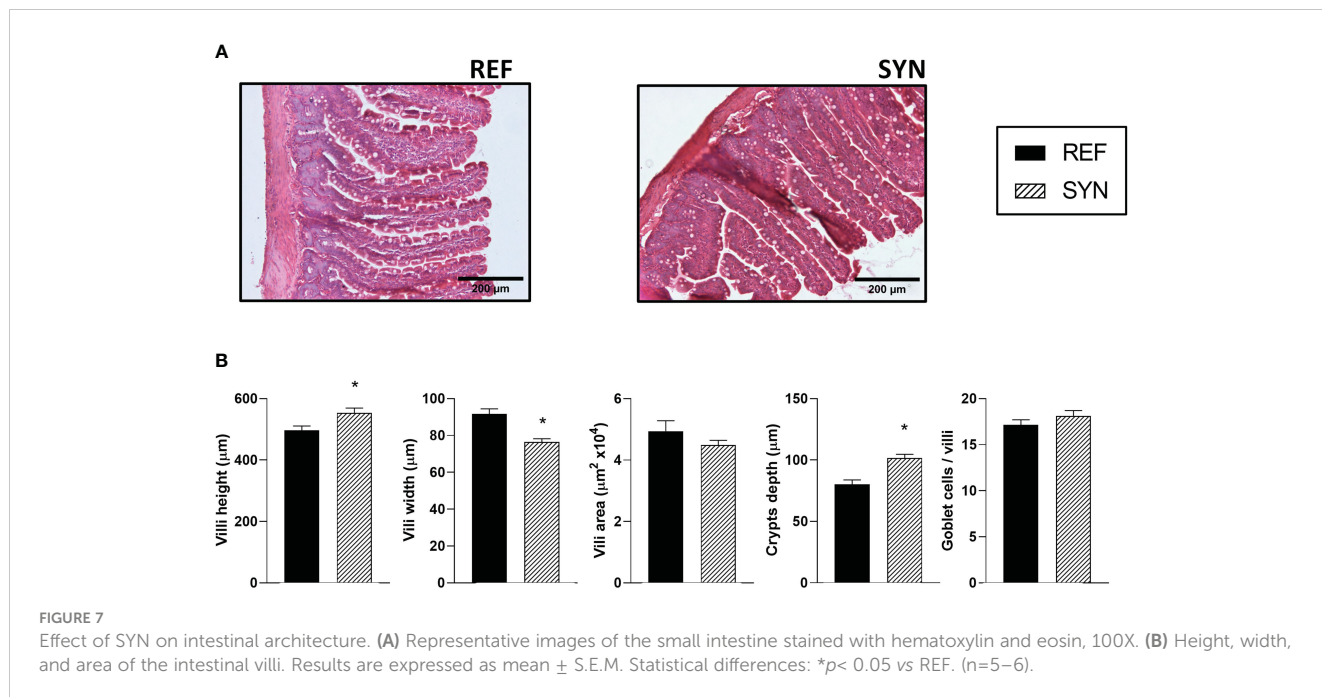 A
REF
SYN
200 µm
200 µm
REF
SYN
B
Villi height (μm)
600
400
200
0
*
Vili width (μm)
100
80
60
40
20
0
*
Vili area (μm² x10⁴)
6
4
2
0
Crypts depth (μm)
150
100
50
0
*
Goblet cells / villi
20
15
10
5
0
FIGURE 7
Effect of SYN on intestinal architecture. (A) Representative images of the small intestine stained with hematoxylin and eosin, 100X. (B) Height, width,
and area of the intestinal villi. Results are expressed as mean ± S.E.M. Statistical differences: *p< 0.05 vs REF. (n=5–6).